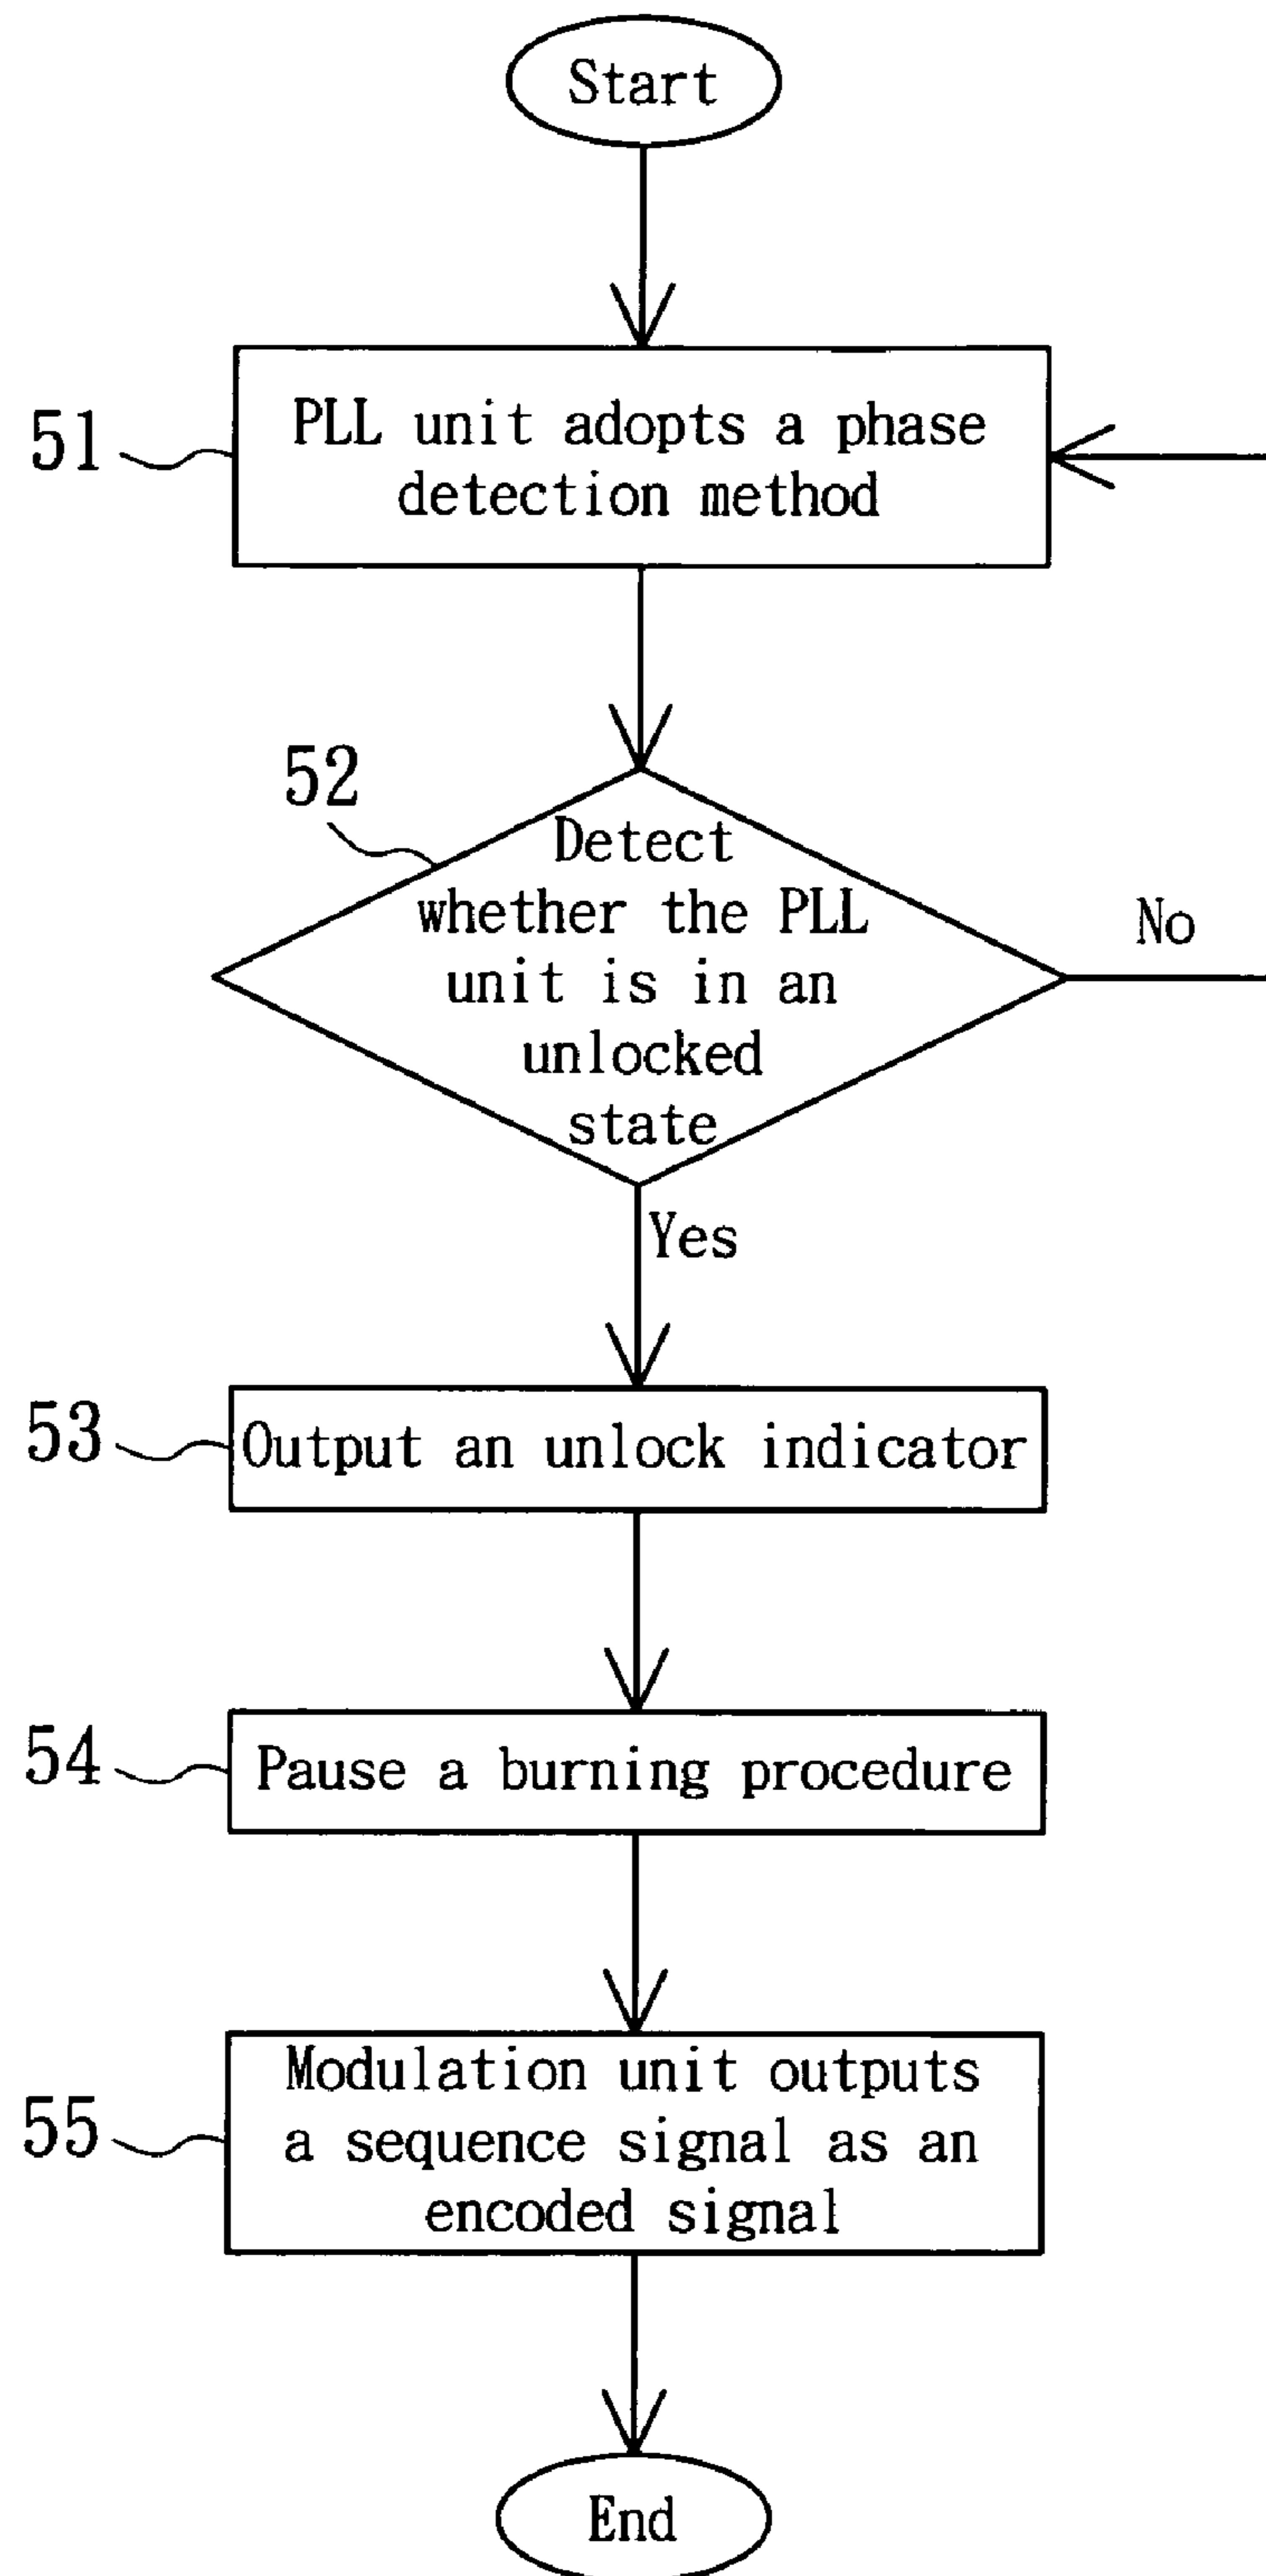 Start
51
PLL unit adopts a phase
detection method
52
Detect
whether the PLL
unit is in an
unlocked
state
No
Yes
53
Output an unlock indicator
54
Pause a burning procedure
55
Modulation unit outputs
a sequence signal as an
encoded signal
End